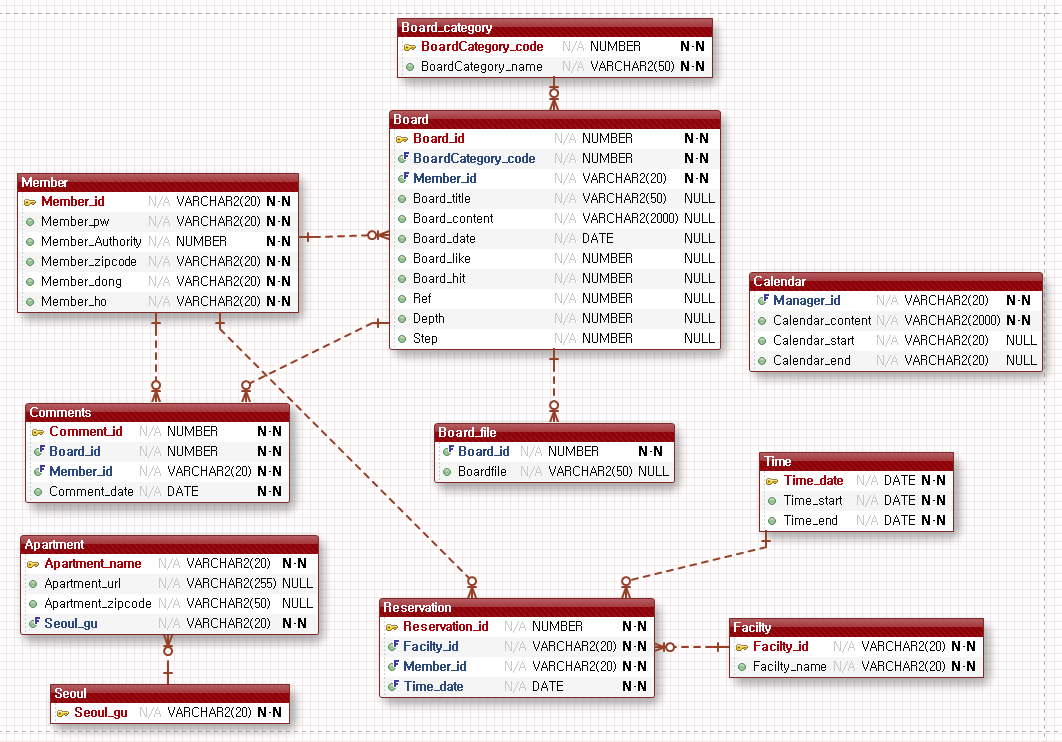 Board_category
BoardCategory_code N/A NUMBER N-N
BoardCategory_name N/A VARCHAR2(50) N-N
Board
Board_id N/A NUMBER N-N
BoardCategory_code N/A NUMBER N-N
Member_id N/A VARCHAR2(20) N-N
Board_title N/A VARCHAR2(50) NULL
Board_content N/A VARCHAR2(2000) NULL
Board_date N/A DATE NULL
Board_like N/A NUMBER NULL
Board_hit N/A NUMBER NULL
Ref N/A NUMBER NULL
Depth N/A NUMBER NULL
Step N/A NUMBER NULL
Member
Member_id N/A VARCHAR2(20) N-N
Member_pw N/A VARCHAR2(20) N-N
Member_Authority N/A NUMBER N-N
Member_zipcode N/A VARCHAR2(20) N-N
Member_dong N/A VARCHAR2(20) N-N
Member_ho N/A VARCHAR2(20) N-N
Calendar
Manager_id N/A VARCHAR2(20) N-N
Calendar_content N/A VARCHAR2(2000) N-N
Calendar_start N/A VARCHAR2(20) NULL
Calendar_end N/A VARCHAR2(20) NULL
Comments
Comment_id N/A NUMBER N-N
Board_id N/A NUMBER N-N
Member_id N/A VARCHAR2(20) N-N
Comment_date N/A DATE N-N
Board_file
Board_id N/A NUMBER N-N
Boardfile N/A VARCHAR2(50) NULL
Time
Time_date N/A DATE N-N
Time_start N/A DATE N-N
Time_end N/A DATE N-N
Apartment
Apartment_name N/A VARCHAR2(20) N-N
Apartment_url N/A VARCHAR2(255) NULL
Apartment_zipcode N/A VARCHAR2(50) NULL
Seoul_gu N/A VARCHAR2(20) N-N
Reservation
Reservation_id N/A NUMBER N-N
Facilty_id N/A VARCHAR2(20) N-N
Member_id N/A VARCHAR2(20) N-N
Time_date N/A DATE N-N
Facilty
Facilty_id N/A VARCHAR2(20) N-N
Facilty_name N/A VARCHAR2(20) N-N
Seoul
Seoul_gu N/A VARCHAR2(20) N-N